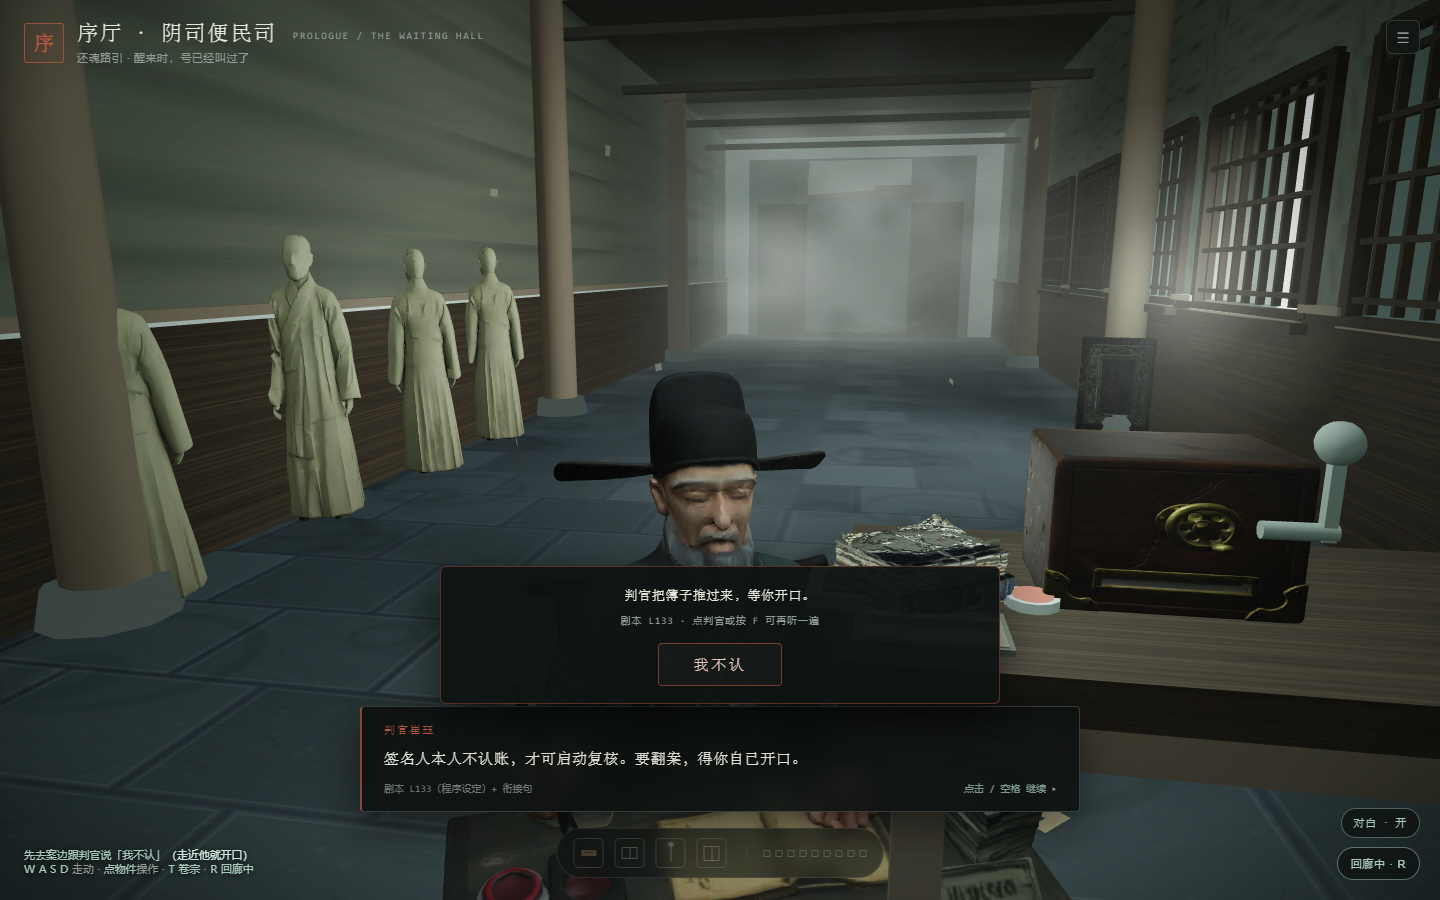 序
序厅 · 阴司便民司
PROLOGUE / THE WAITING HALL
还魂路引 · 醒来时，号已经叫过了
判官把簿子推过来，等你开口。
剧本 L133 · 点判官或按 F 可再听一遍
我不认
判官崔珏
签名人本人不认账，才可启动复核。要翻案，得你自己开口。
剧本 L133（程序设定）+ 衔接句
点击 / 空格 继续 ▸
先去案边跟判官说「我不认」（走近他就开口）
W A S D 走动 · 点物件操作 · T 卷宗 · R 回廊中
对白 · 开
回廊中 · R